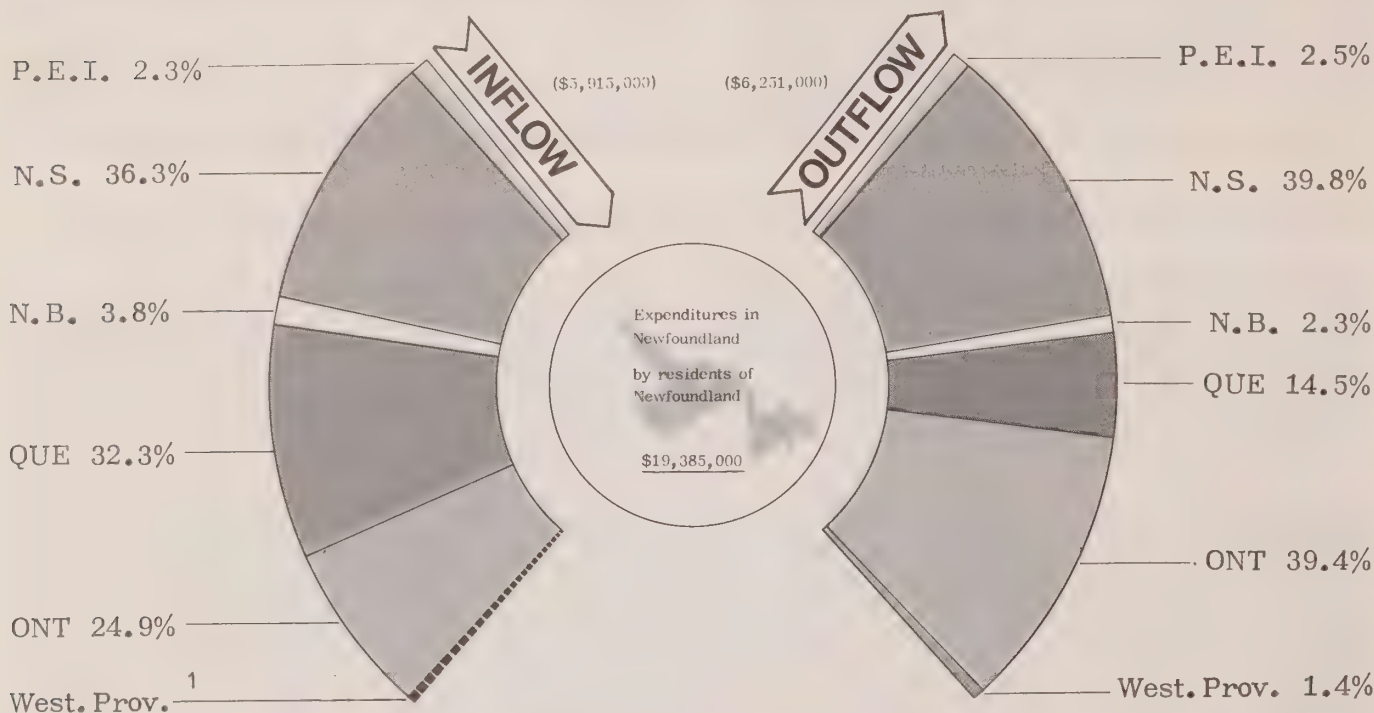 INFLOW
OUTFLOW
($6,251,000)
P.E.I. 2.3%
N.S. 36.3%
N.B. 3.8%
QUE 32.3%
ONT 24.9%
West. Prov. 1
Expenditures in
Newfoundland
by residents of
Newfoundland
$19,385,000
P.E.I. 2.5%
N.S. 39.8%
N.B. 2.3%
QUE 14.5%
ONT 39.4%
West. Prov. 1.4%